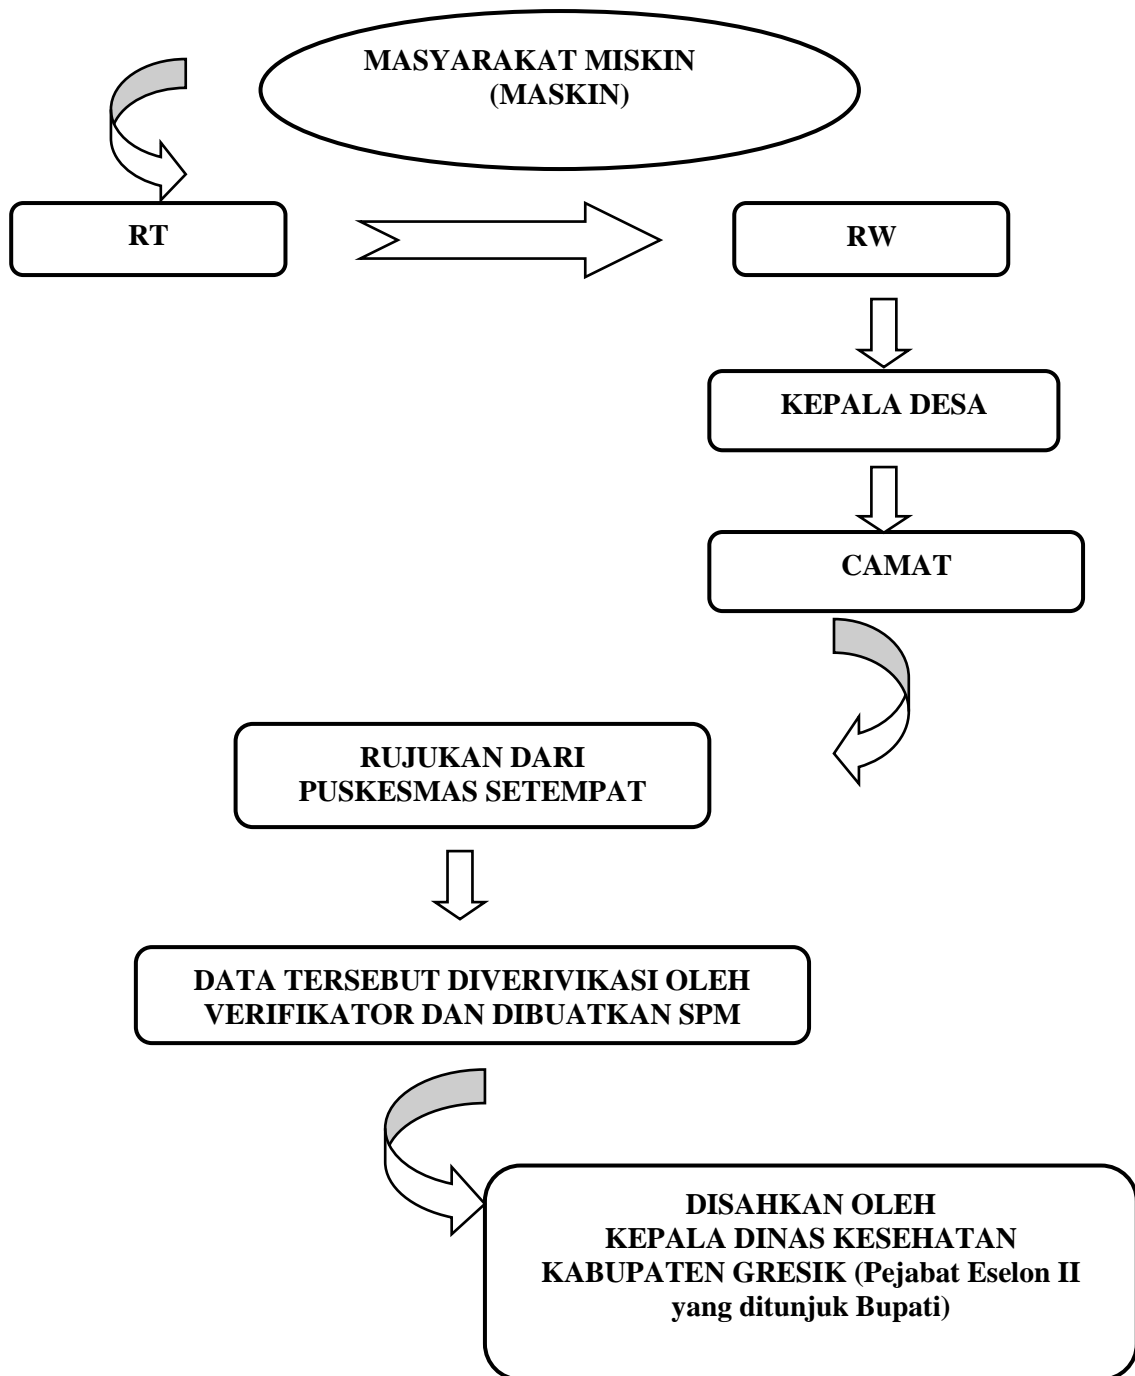 MASYARAKAT MISKIN
(MASKIN)
RT
RW
KEPALA DESA
CAMAT
RUJUKAN DARI
PUSKESMAS SETEMPAT
DATA TERSEBUT DIVERIVIKASI OLEH
VERIFIKATOR DAN DIBUATKAN SPM
DISAHKAN OLEH
KEPALA DINAS KESEHATAN
KABUPATEN GRESIK (Pejabat Eselon II
yang ditunjuk Bupati)